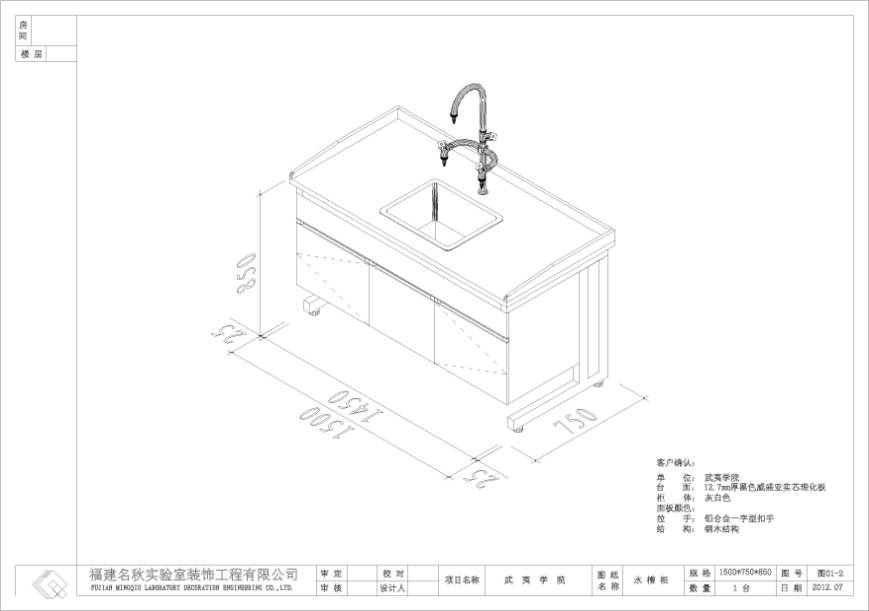 房间
楼 层
850
25
1450
1500
25
750
客户确认:
单 位: 武夷学院
台 面: 12.7mm厚黑色威盛亚实芯理化板
柜 体: 灰白色
面板颜色:
拉 手: 铝合金一字型扣手
结 构: 钢木结构
福建名秋实验室装饰工程有限公司
FUJIAN MINGQIU LABORATORY DECORATION ENGINEERING CO.,LTD.
审 定
校 对
审 核
设计人
项目名称
武 夷 学 院
图 纸
名 称
水 槽 柜
规 格
1500*750*850
图 号
图01-2
数 量
1 台
日 期
2012.07